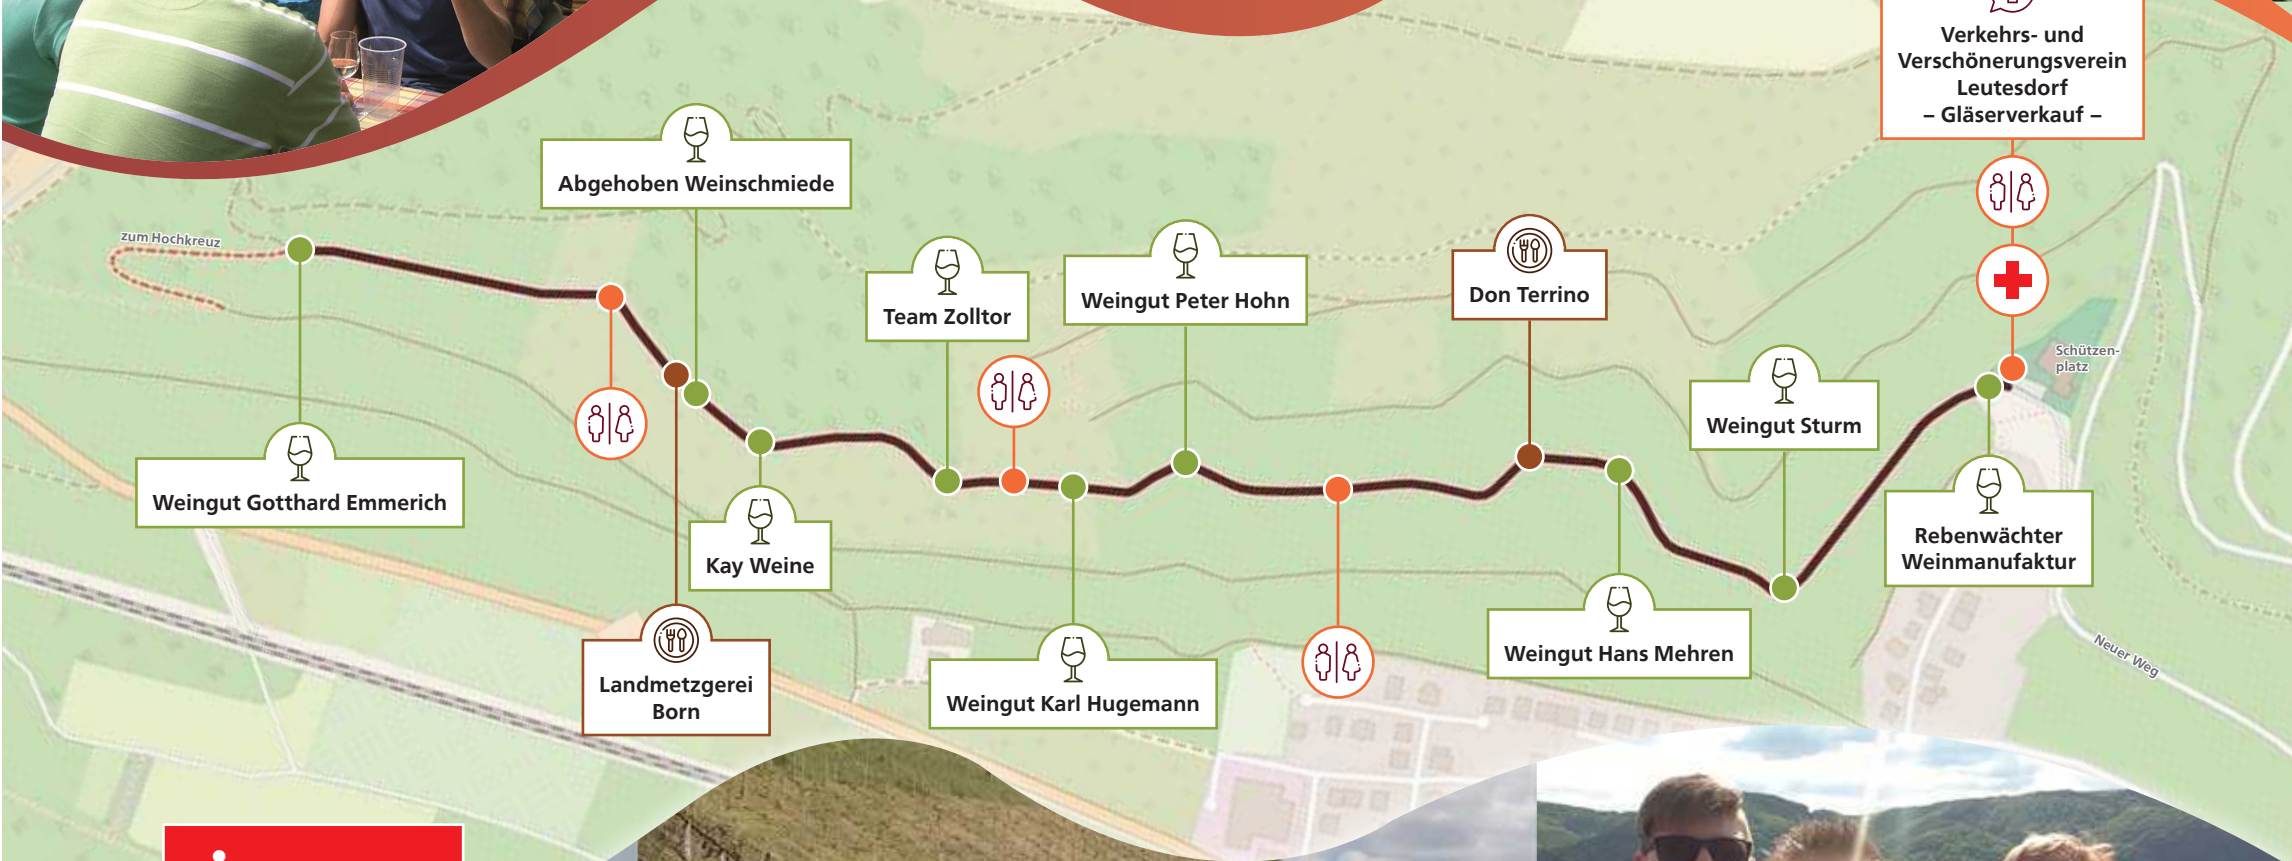 Verkehrs- und
Verschönerungsverein
Leutesdorf
– Gläserverkauf –
Abgehoben Weinschmiede
zum Hochkreuz
Team Zolltor
Weingut Peter Hohn
Don Terrino
Schützen-
platz
Weingut Sturm
Weingut Gotthard Emmerich
Kay Weine
Rebenwächter
Weinmanufaktur
Landmetzgerei
Born
Weingut Karl Hugemann
Weingut Hans Mehren
Neuer Weg